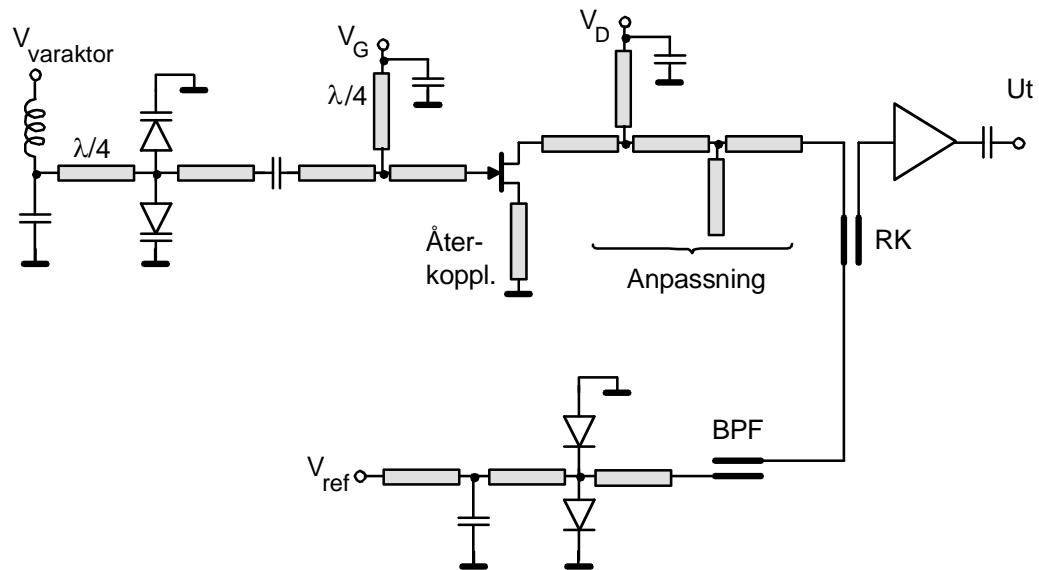 V_varaktor
V_G
V_D
Ut
λ/4
λ/4
RK
Åter-
koppl.
Anpassning
BPF
V_ref